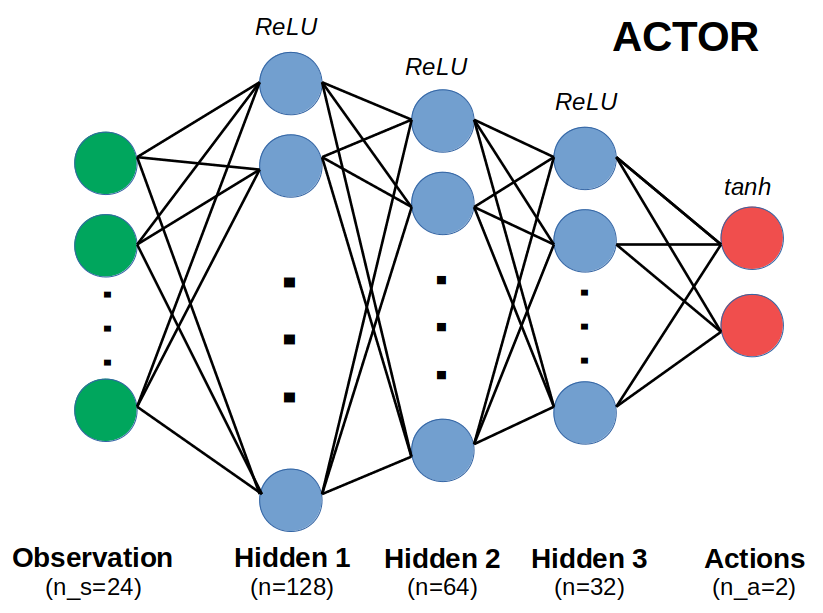 ACTOR
ReLU
ReLU
ReLU
tanh
Observation
(n_s=24)
Hidden 1
(n=128)
Hidden 2
(n=64)
Hidden 3
(n=32)
Actions
(n_a=2)